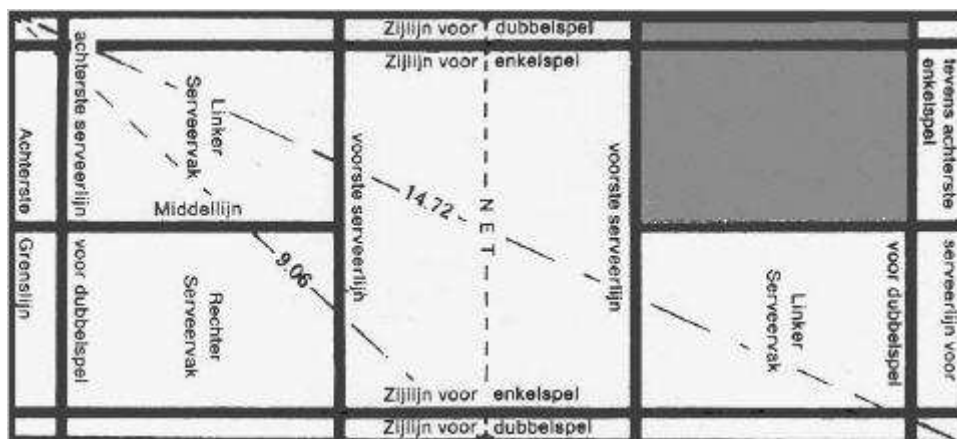 Zijlijn voor dubbelspel
Zijlijn voor enkelspel
achterste serveerlijn
voor dubbelspel
Achterste
Grenslijn
Linker
Serveervak
Middellijn
Rechter
Serveervak
9.06
voorste serveerlijn
14.72
NET
voorste serveerlijn
Linker
Serveervak
voor dubbelspel
tevens achterste
enkelspel
serveerlijn voor
Zijlijn voor enkelspel
Zijlijn voor dubbelspel